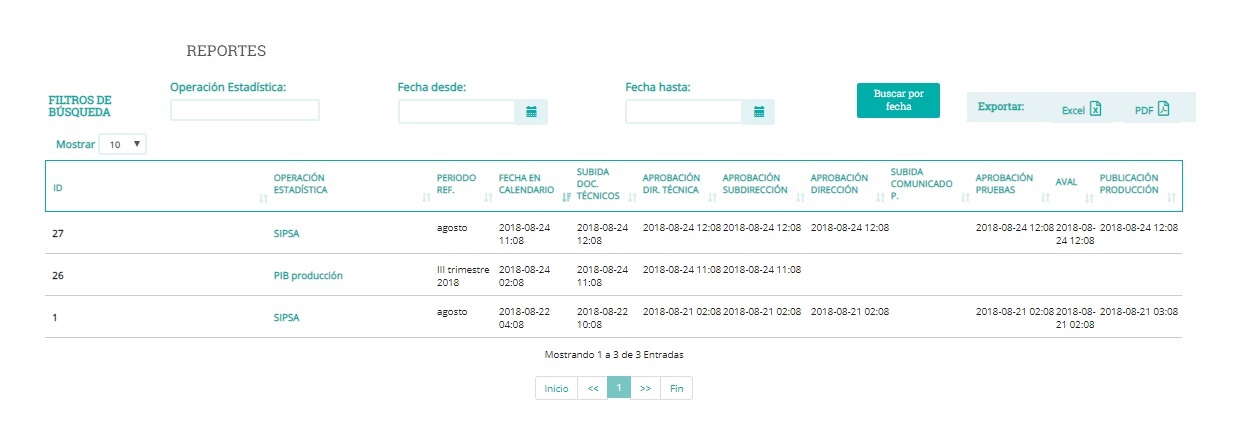 REPORTES
FILTROS DE
BÚSQUEDA
Operación Estadística:
Fecha desde:
Fecha hasta:
Buscar por
fecha
Exportar:
Excel
PDF
Mostrar 10
ID
OPERACIÓN
ESTADÍSTICA
PERIODO
REF.
FECHA EN
CALENDARIO
SUBIDA
DOC.
TÉCNICOS
APROBACIÓN
DIR. TÉCNICA
APROBACIÓN
SUBDIRECCIÓN
APROBACIÓN
DIRECCIÓN
SUBIDA
COMUNICADO
P.
APROBACIÓN
PRUEBAS
AVAL
PUBLICACIÓN
PRODUCCIÓN
27
SIPSA
agosto
2018-08-24
11:08
2018-08-24
12:08
2018-08-24 12:08
2018-08-24 12:08
2018-08-24 12:08
2018-08-24 12:08
2018-08-
24 12:08
2018-08-24 12:08
26
PIB producción
III trimestre
2018
2018-08-24
02:08
2018-08-24
11:08
2018-08-24 11:08
2018-08-24 11:08
1
SIPSA
agosto
2018-08-22
04:08
2018-08-22
10:08
2018-08-21 02:08
2018-08-21 02:08
2018-08-21 02:08
2018-08-21 02:08
2018-08-
21 02:08
2018-08-21 03:08
Mostrando 1 a 3 de 3 Entradas
Inicio << 1 >> Fin